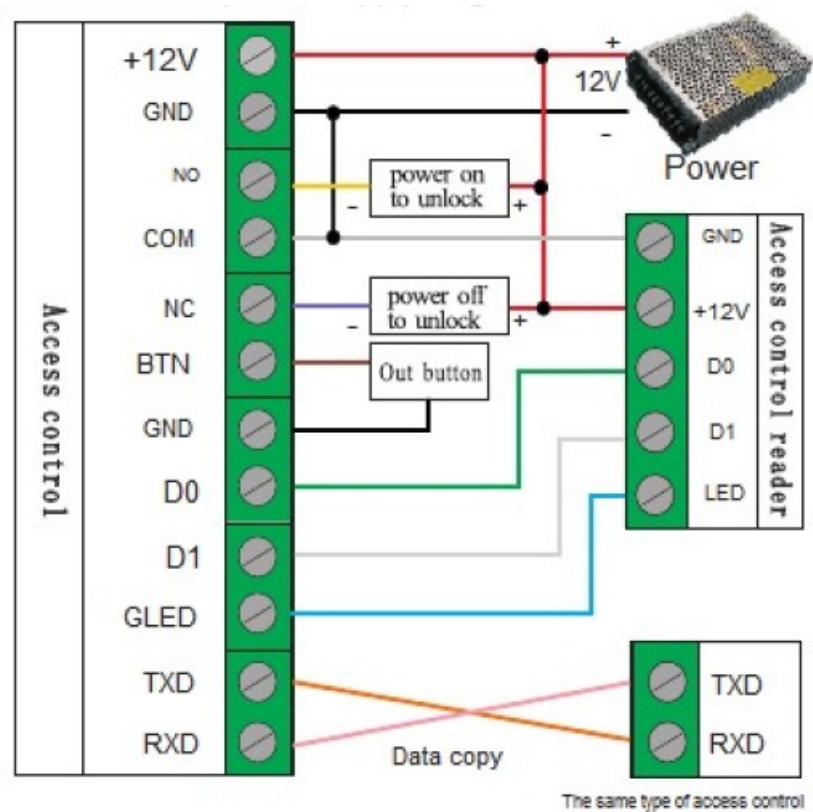 Access control
+12V
GND
NO
COM
NC
BTN
GND
D0
D1
GLED
TXD
RXD
+
12V
-
Power
power on
to unlock
-
+
power off
to unlock
-
+
Out button
GND
+12V
D0
D1
LED
Access control reader
TXD
RXD
Data copy
The same type of access control